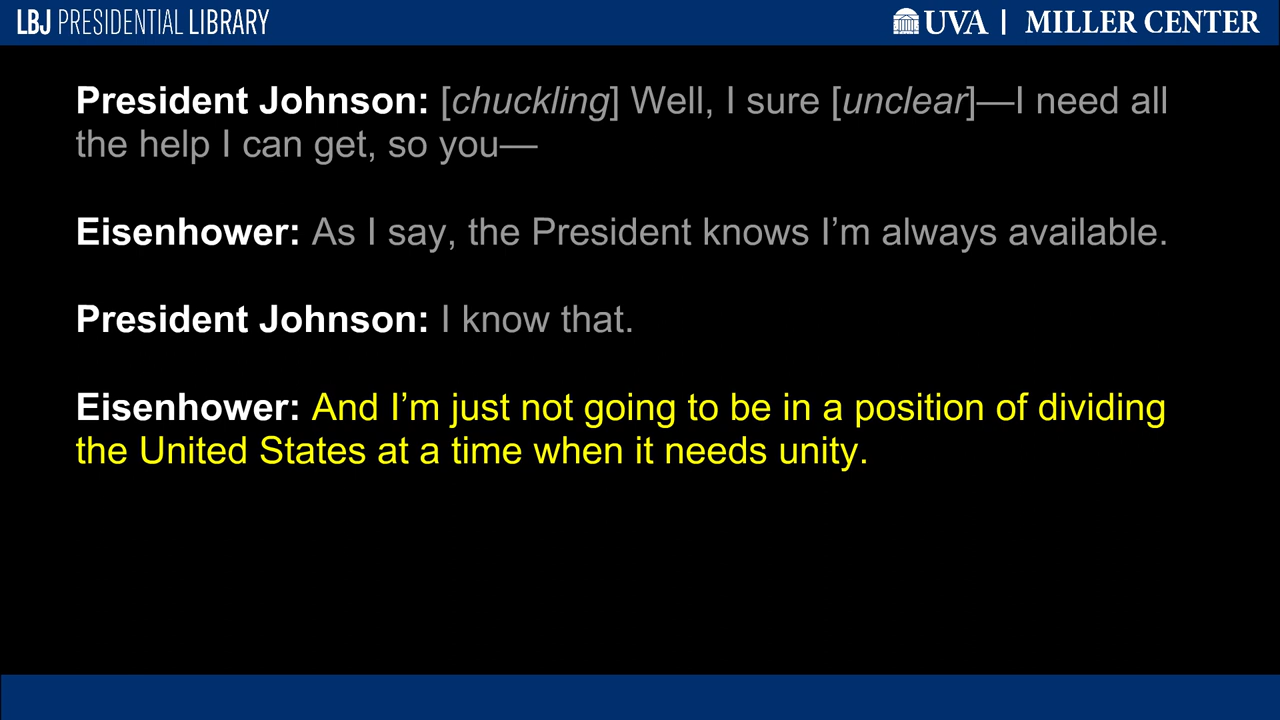 LBJ PRESIDENTIAL LIBRARY
UVA | MILLER CENTER
President Johnson: [chuckling] Well, I sure [unclear]—I need all
the help I can get, so you—
Eisenhower: As I say, the President knows I’m always available.
President Johnson: I know that.
Eisenhower: And I’m just not going to be in a position of dividing
the United States at a time when it needs unity.